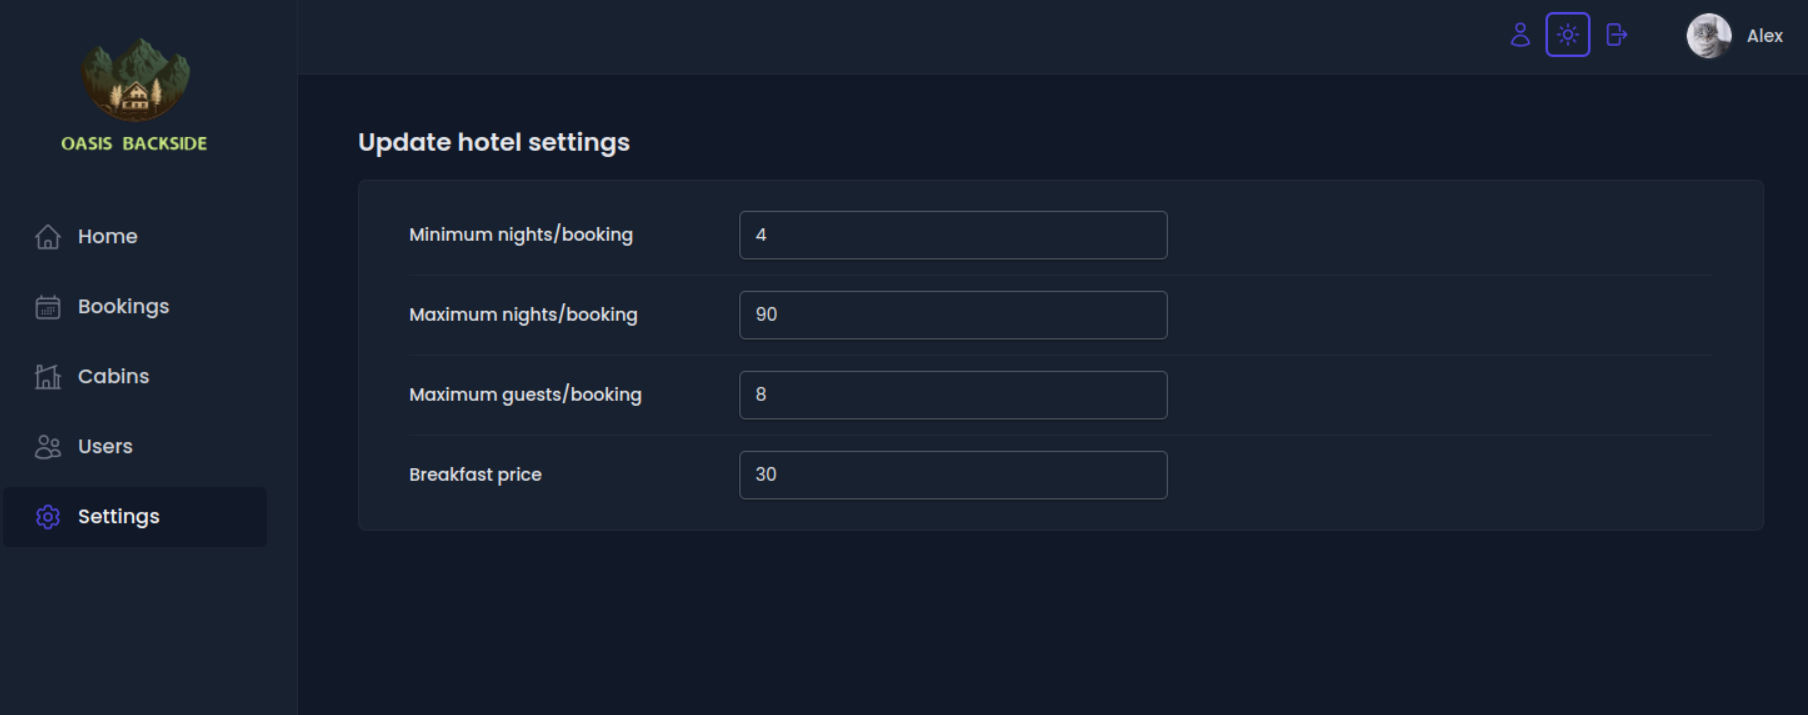 OASIS BACKSIDE
Home
Bookings
Cabins
Users
Settings
Alex
Update hotel settings
Minimum nights/booking 4
Maximum nights/booking 90
Maximum guests/booking 8
Breakfast price 30